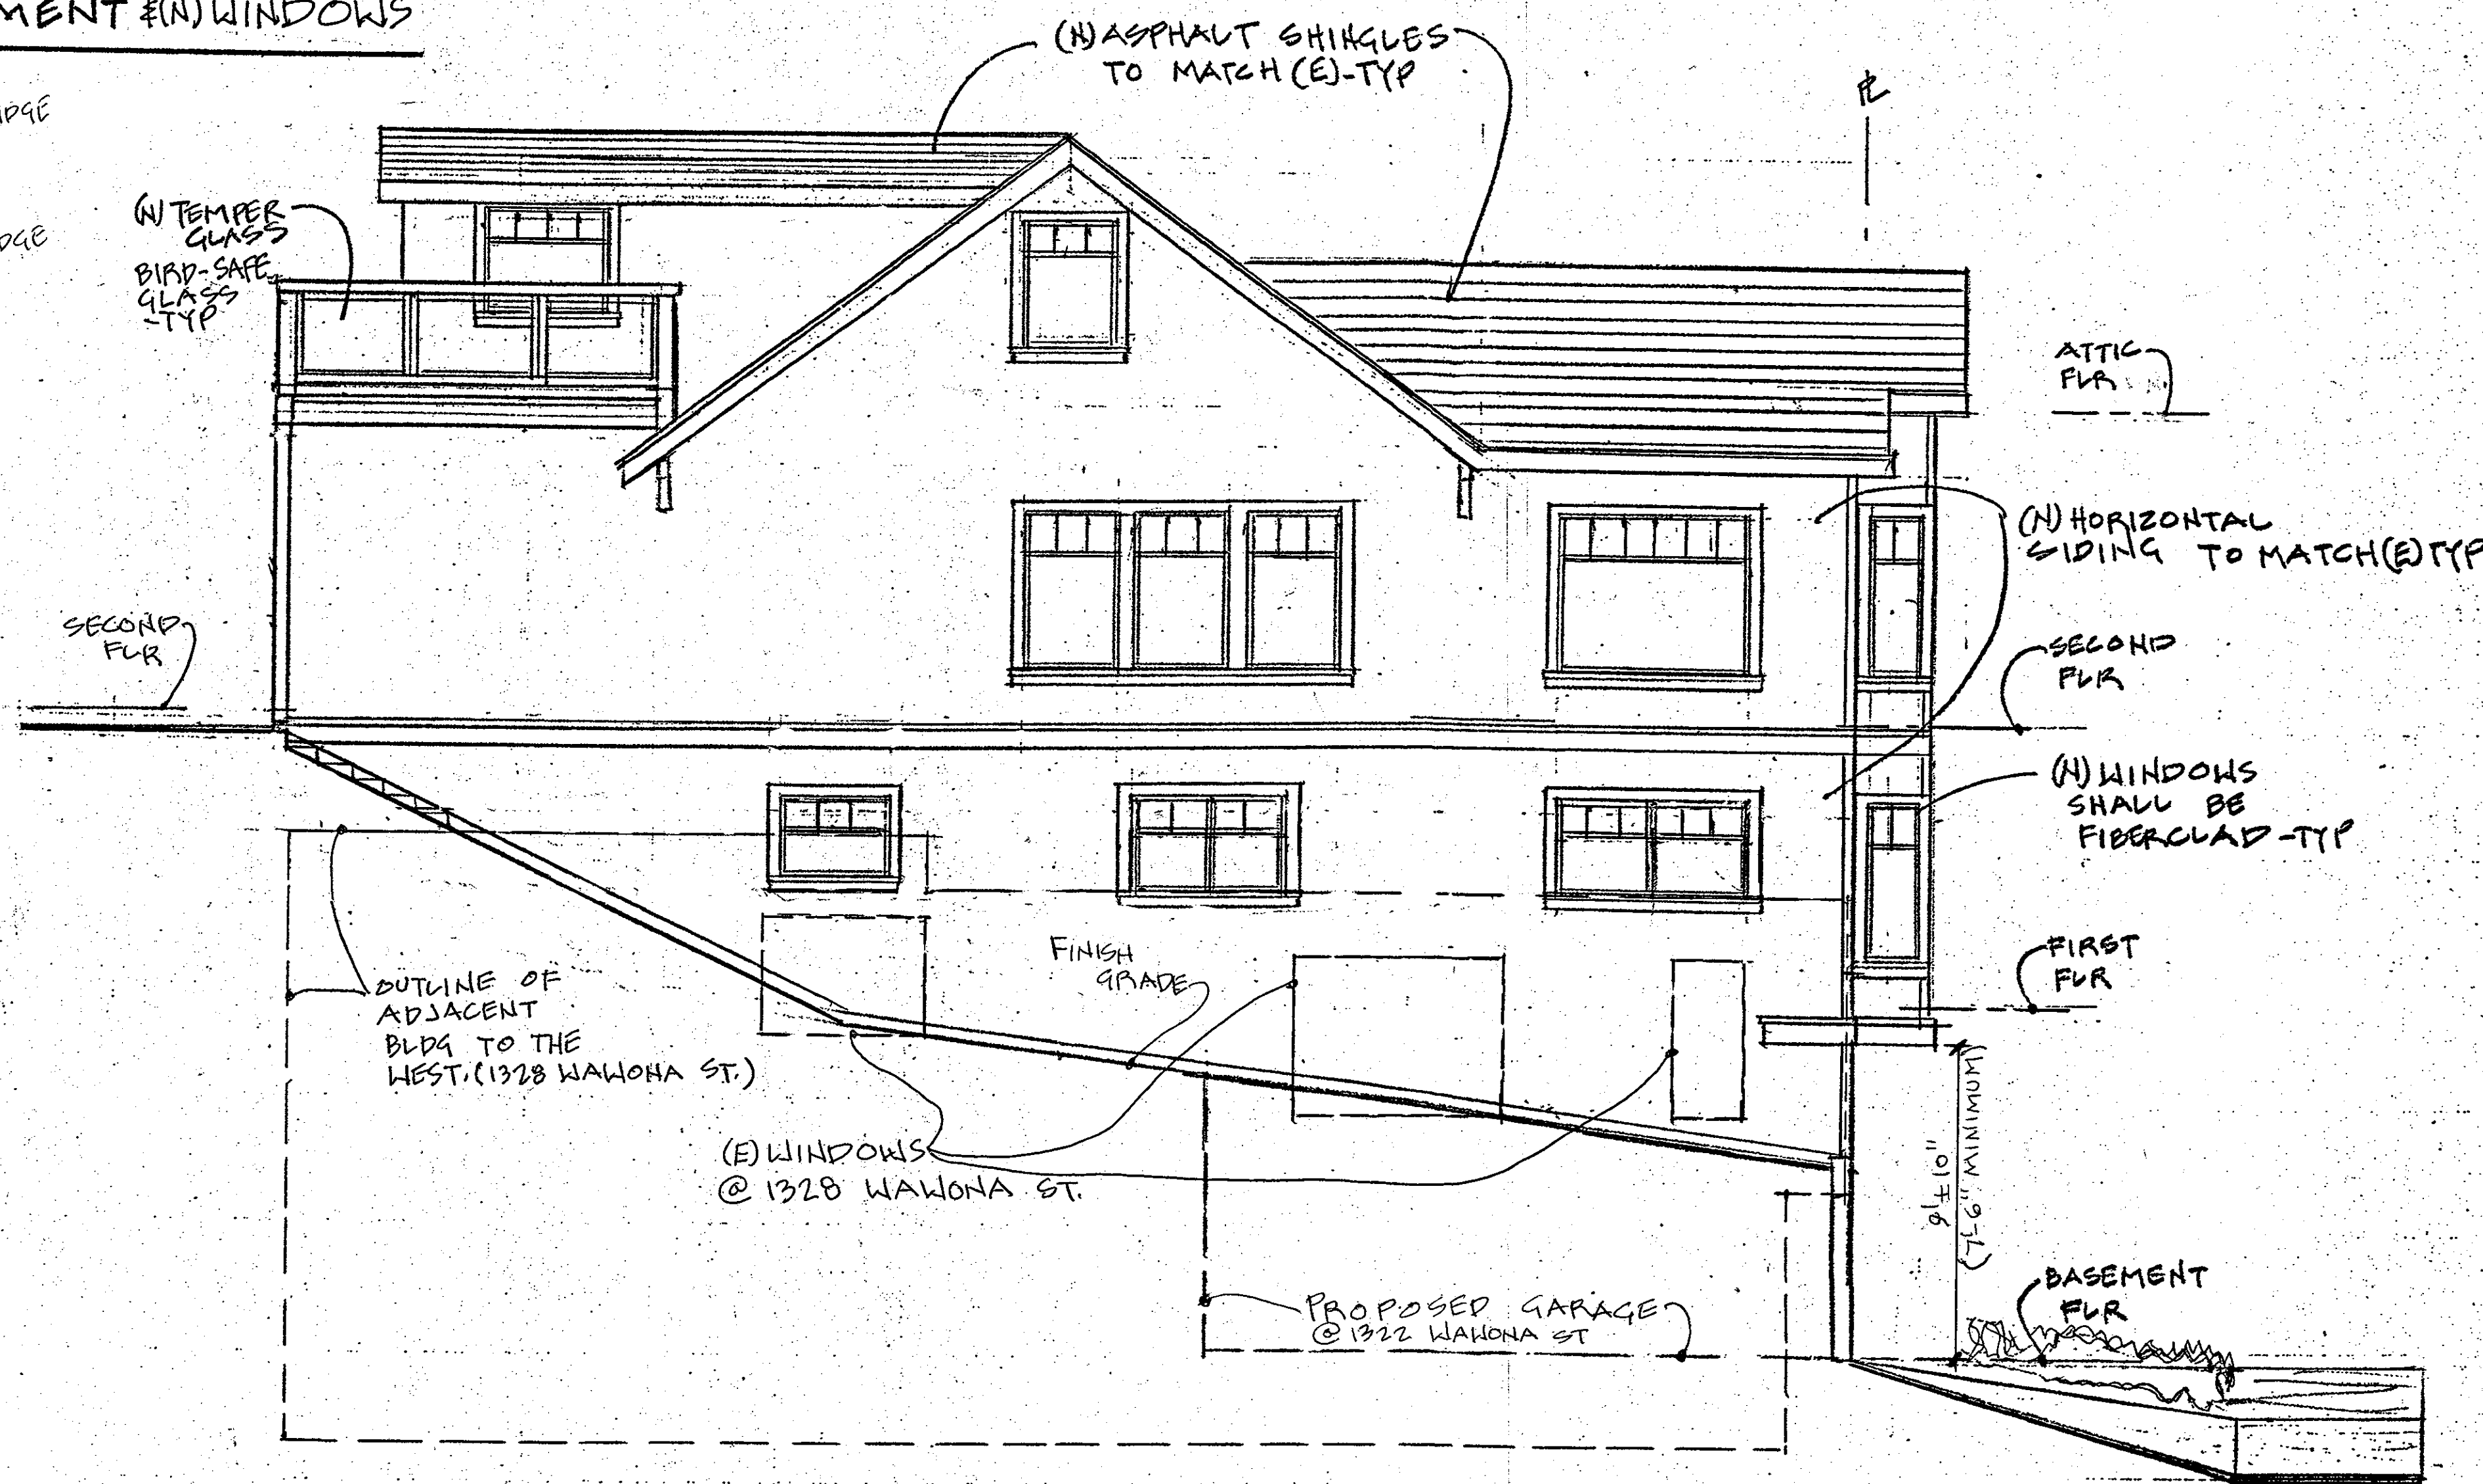 MENT &(N) WINDOWS
(N) ASPHALT SHINGLES
TO MATCH (E)-TYP
PL
DGE
DGE
(N) TEMPER
GLASS
BIRD-SAFE
GLASS
-TYP
ATTIC
FLR
(N) HORIZONTAL
SIDING TO MATCH (E) TYP
SECOND
FLR
SECOND
FLR
(N) WINDOWS
SHALL BE
FIBERCLAD-TYP
FINISH
GRADE
FIRST
FLR
OUTLINE OF
ADJACENT
BLDG TO THE
WEST. (1328 WAWONA ST.)
(7'-6" MINIMUM)
(E) WINDOWS
@ 1328 WAWONA ST.
PROPOSED GARAGE
@ 1322 WAWONA ST
BASEMENT
FLR